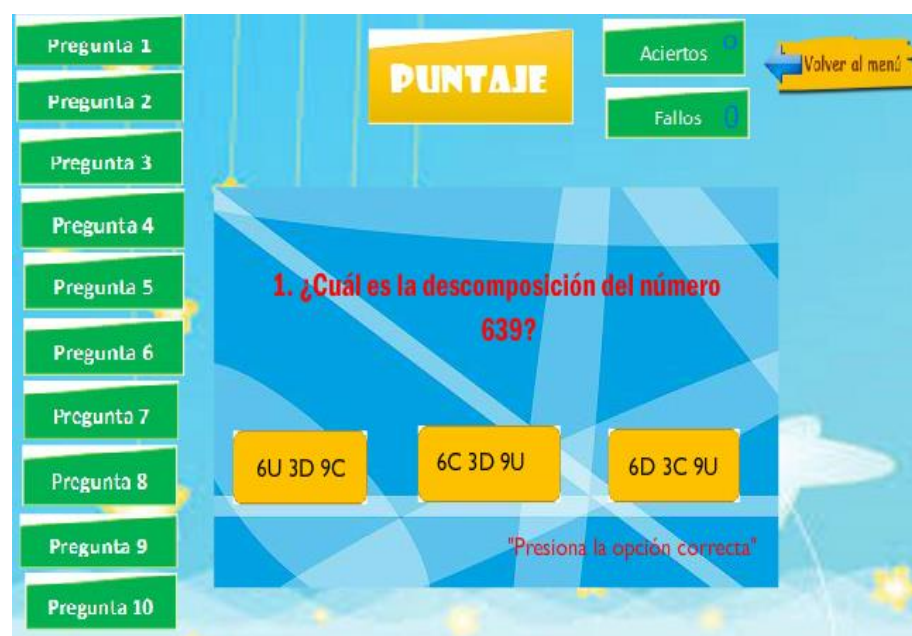 Pregunta 1
Pregunta 2
Pregunta 3
Pregunta 4
Pregunta 5
Pregunta 6
Pregunta 7
Pregunta 8
Pregunta 9
Pregunta 10
PUNTAJE
Aciertos 0
Fallos 0
Volver al menú
1. ¿Cuál es la descomposición del número
639?
6U 3D 9C
6C 3D 9U
6D 3C 9U
"Presiona la opción correcta"